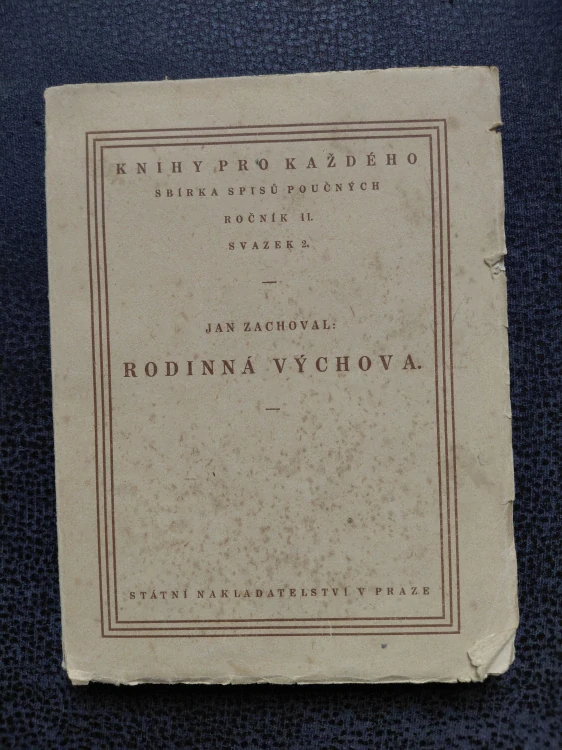 KNIHY PRO KAŽDÉHO
SBÍRKA SPISŮ POUČNÝCH
ROČNÍK II.
SVAZEK 2.
JAN ZACHOVAL:
RODINNÁ VÝCHOVA.
STÁTNÍ NAKLADATELSTVÍ V PRAZE